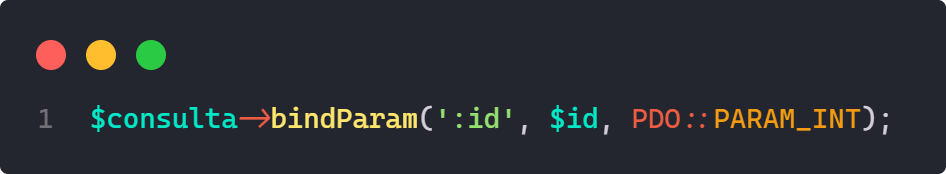 1 $consulta->bindParam(':id', $id, PDO::PARAM_INT);